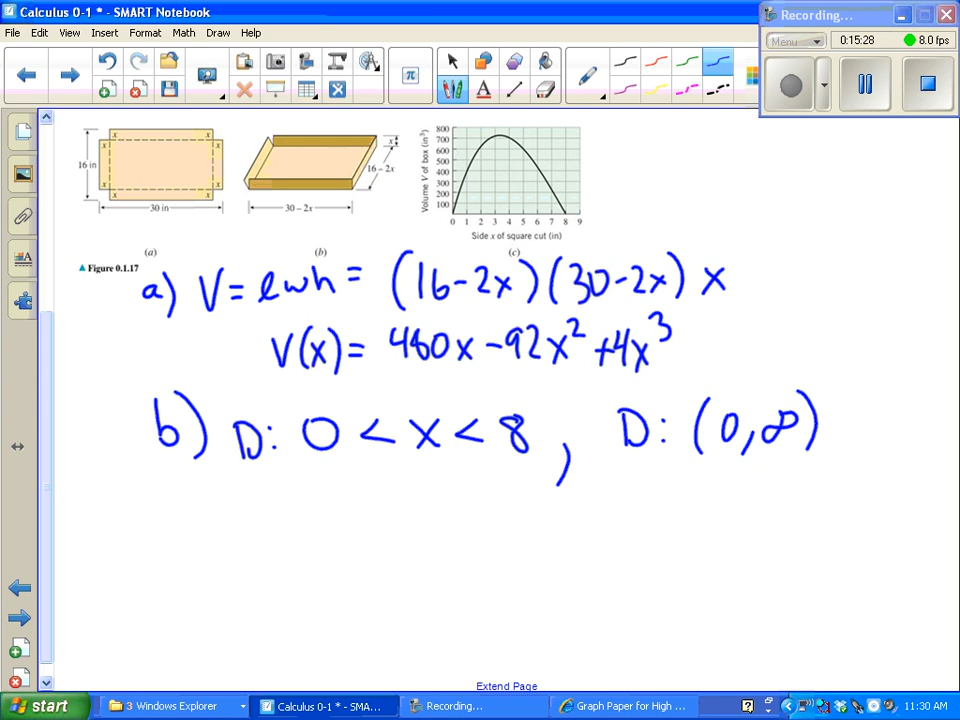 Calculus 0-1 * - SMART Notebook
Recording...
File Edit View Insert Format Math Draw Help
Menu
0:15:28
8.0 fps
π
A
x x
x
16 in
x x
30 in
x
16 – 2x
30 – 2x
Volume V of box (in³)
800
700
600
500
400
300
200
100
0 1 2 3 4 5 6 7 8 9
Side x of square cut (in)
(a) (b) (c)
▲ Figure 0.1.17
a) V = lwh = (16-2x)(30-2x) x
V(x) = 480x - 92x² + 4x³
b) D: 0 < x < 8 , D: (0, ∞)
Extend Page
start
3 Windows Explorer
Calculus 0-1 * - SMA...
Recording...
Graph Paper for High ...
11:30 AM